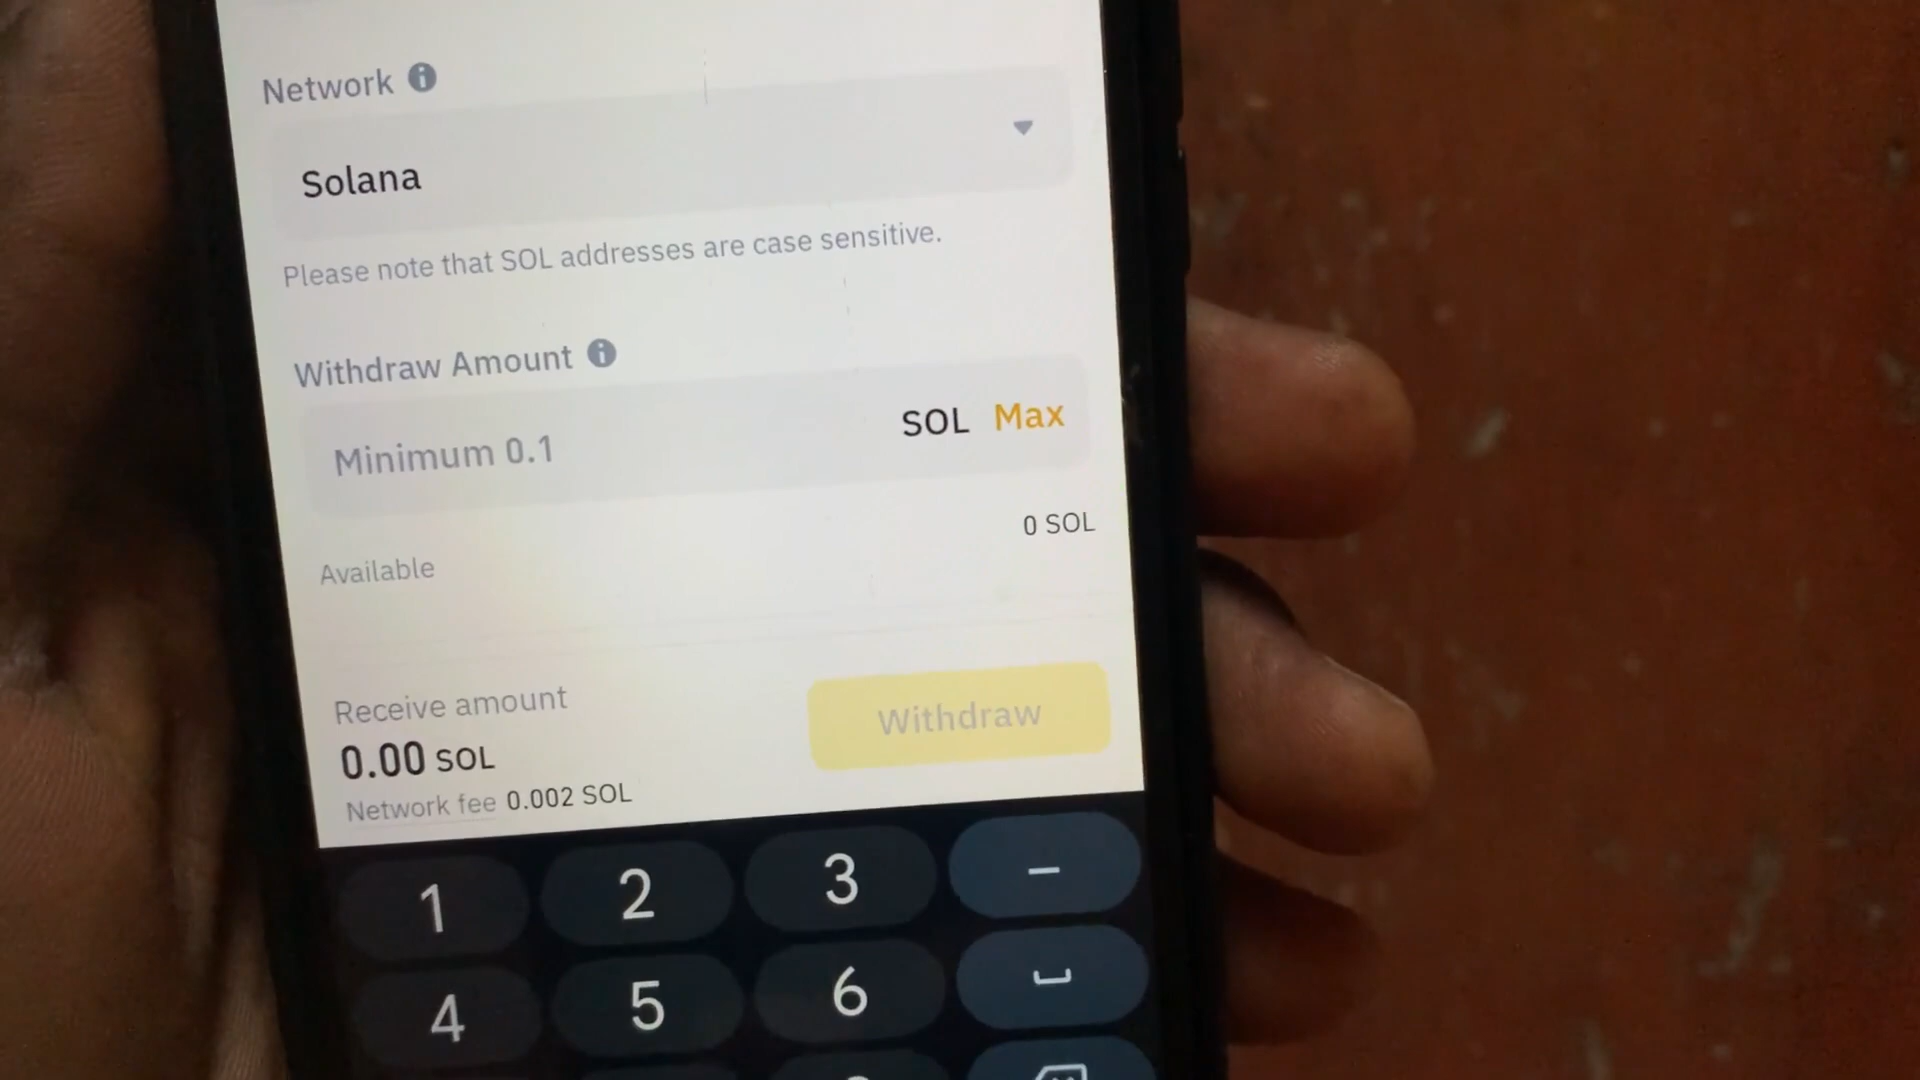 Network
Solana
Please note that SOL addresses are case sensitive.
Withdraw Amount
Minimum 0.1 SOL Max
Available 0 SOL
Receive amount
0.00 SOL
Withdraw
Network fee 0.002 SOL
1 2 3 –
4 5 6